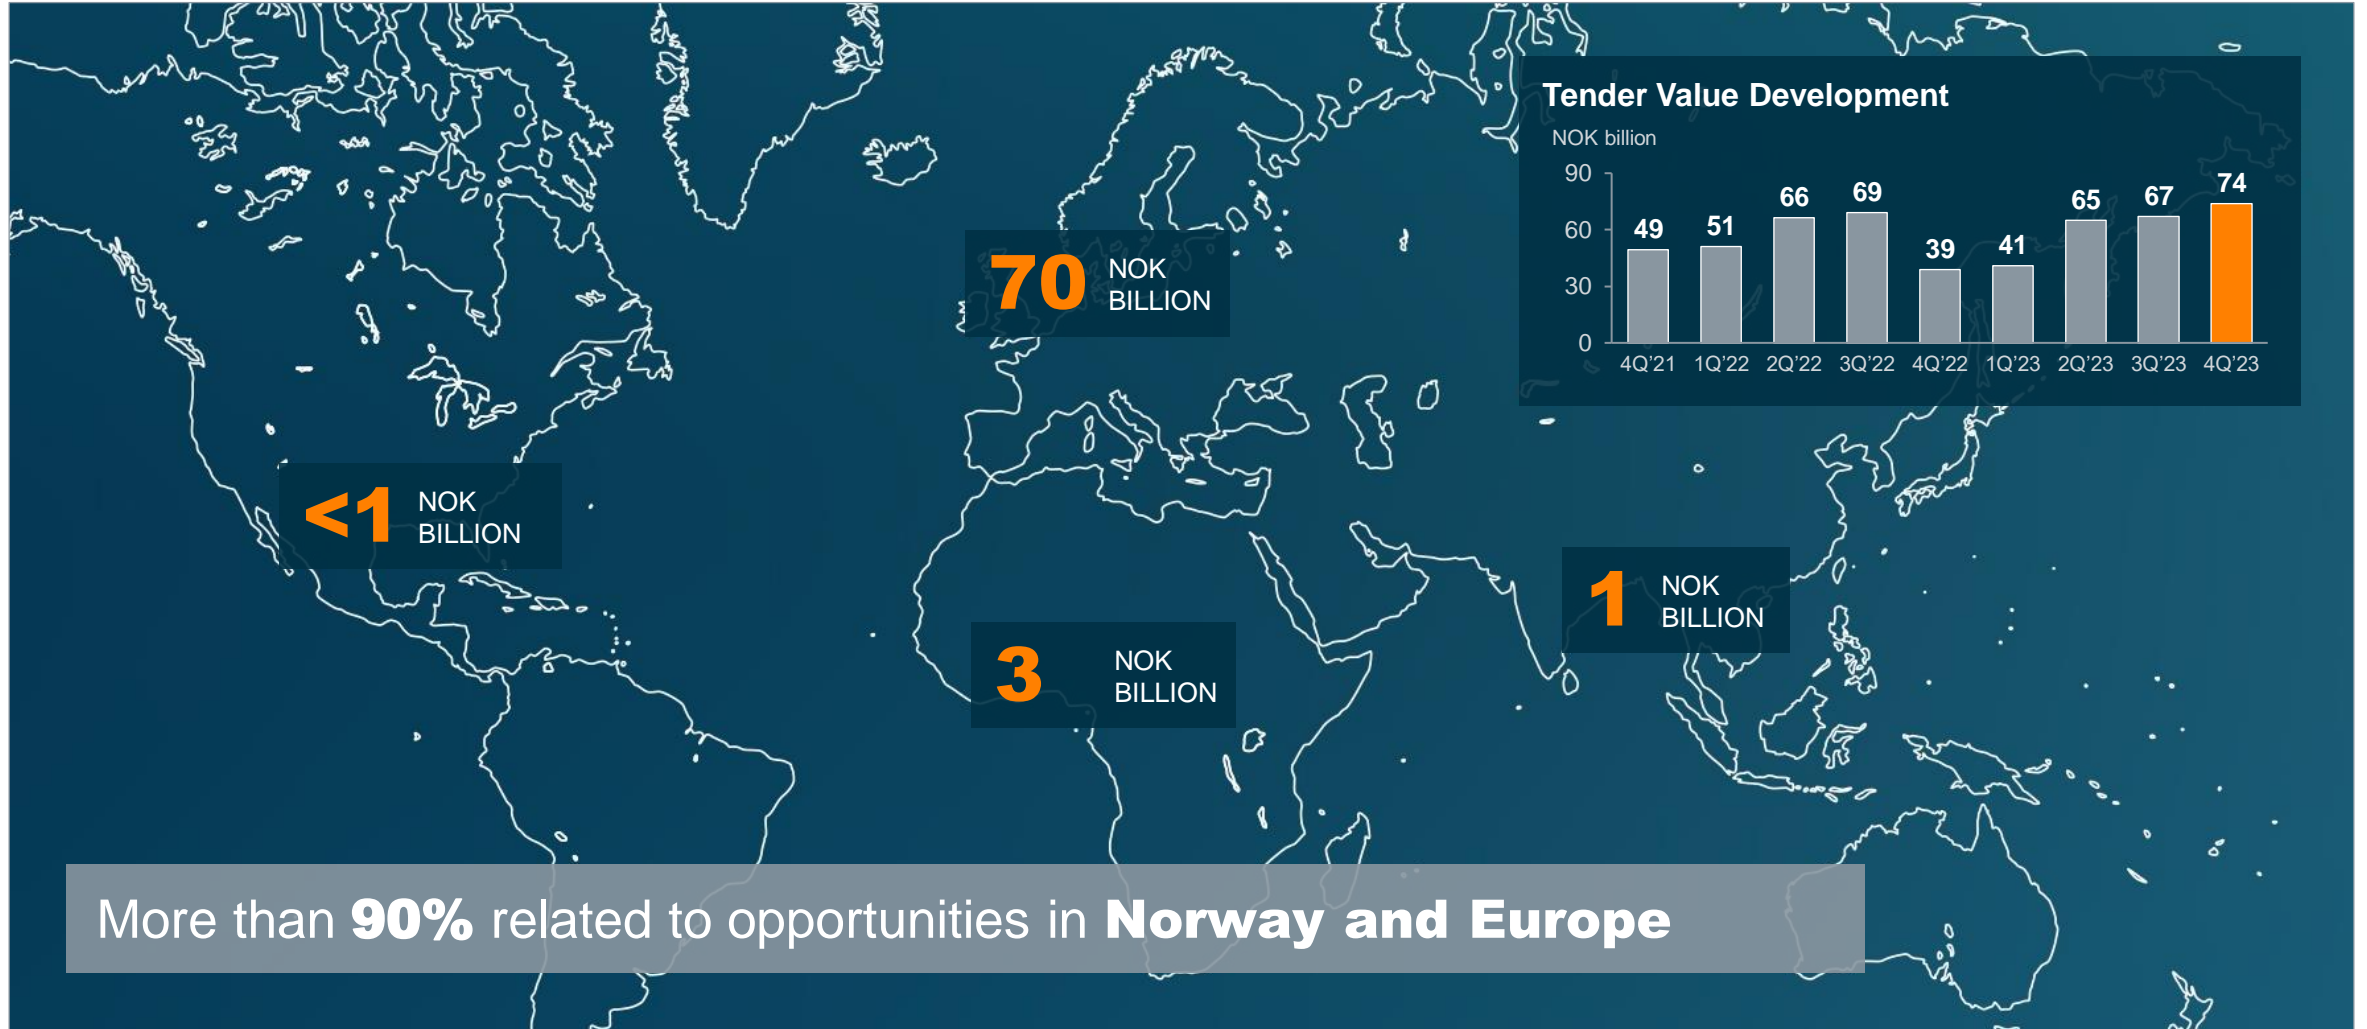 Tender Value Development
NOK billion
90
60
30
0
49
51
66
69
39
41
65
67
74
4Q'21 1Q'22 2Q'22 3Q'22 4Q'22 1Q'23 2Q'23 3Q'23 4Q'23
70 NOK
BILLION
<1 NOK
BILLION
1 NOK
BILLION
3 NOK
BILLION
More than 90% related to opportunities in Norway and Europe